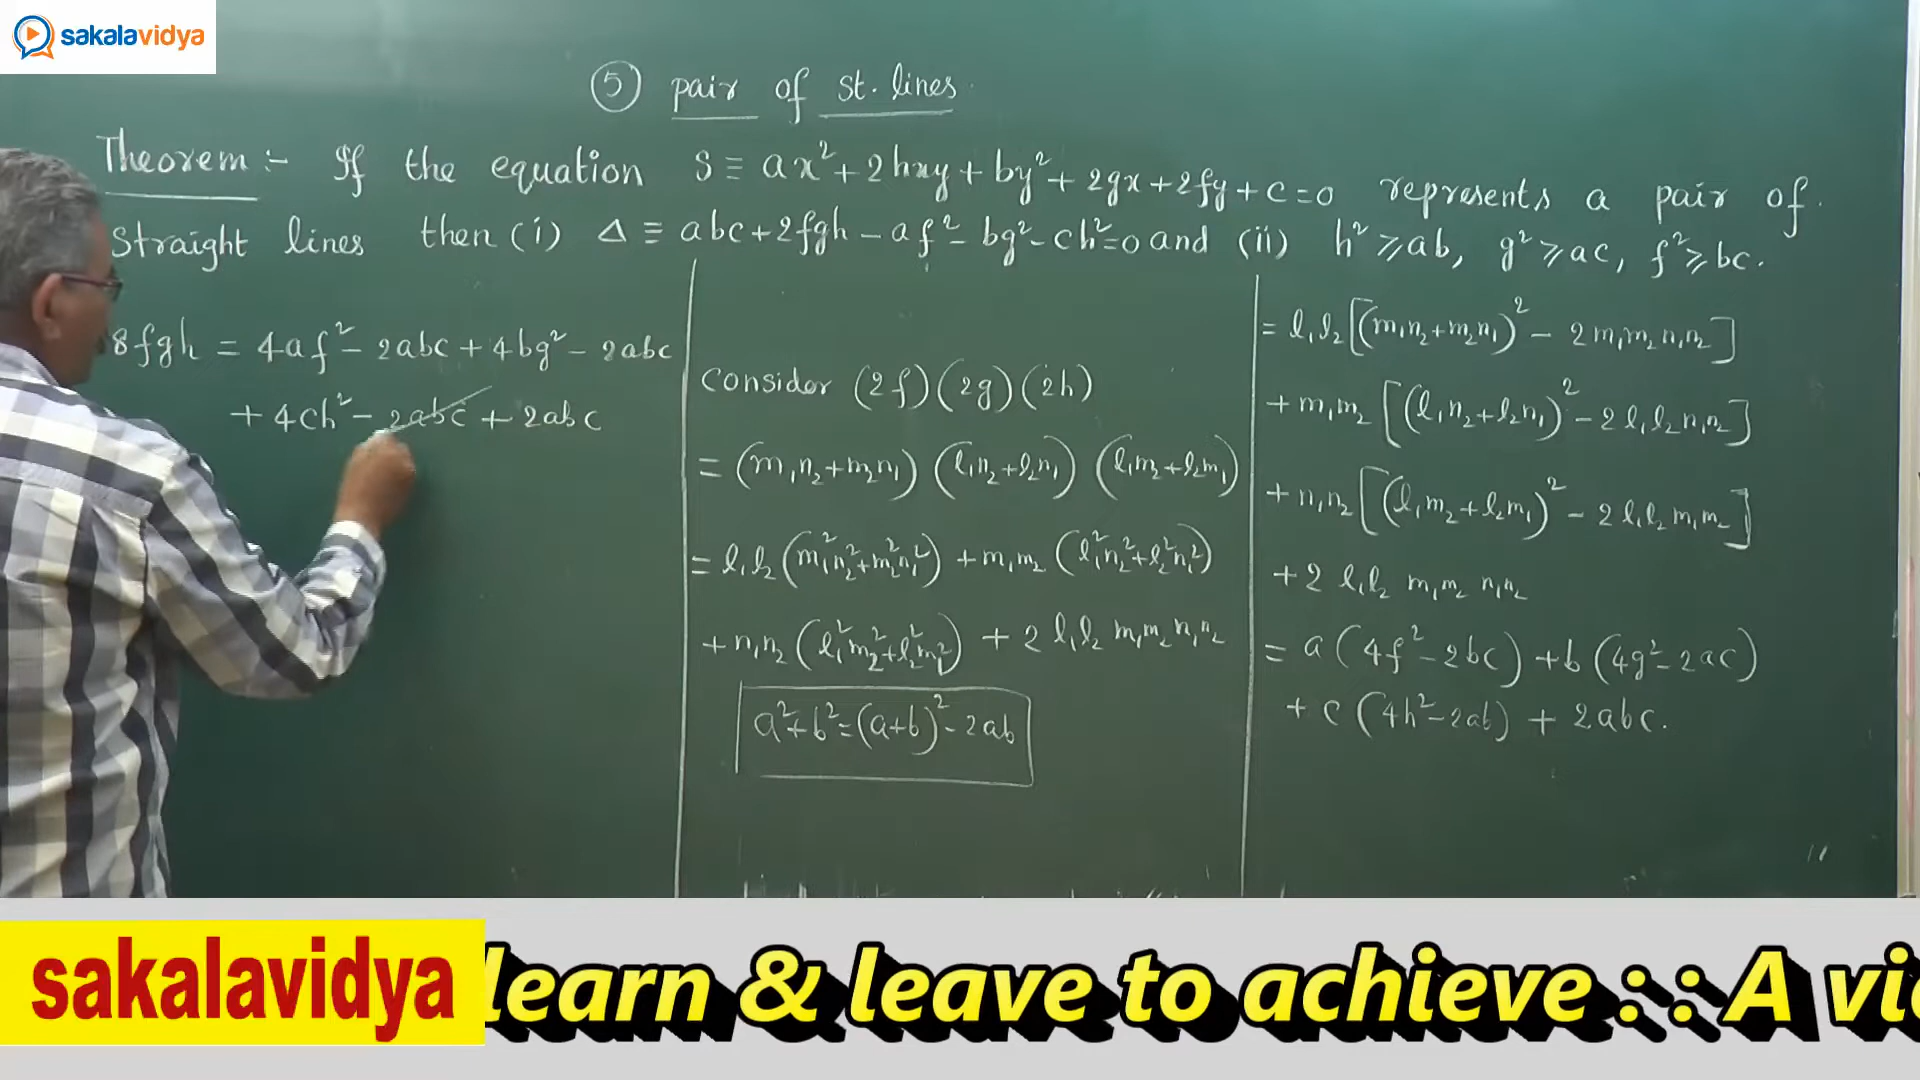 sakalavidya
⑤ pair of st. lines
Theorem :- If the equation S ≡ ax² + 2hxy + by² + 2gx + 2fy + c = 0 represents a pair of
straight lines then (i) Δ ≡ abc + 2fgh - af² - bg² - ch² = 0 and (ii) h² ⩾ ab, g² ⩾ ac, f² ⩾ bc.
8fgh = 4af² - 2abc + 4bg² - 2abc
+ 4ch² - 2abc + 2abc
Consider (2f)(2g)(2h)
= (m₁n₂ + m₂n₁) (l₁n₂ + l₂n₁) (l₁m₂ + l₂m₁)
= l₁l₂ (m₁²n₂² + m₂²n₁²) + m₁m₂ (l₁²n₂² + l₂²n₁²)
+ n₁n₂ (l₁²m₂² + l₂²m₁²) + 2 l₁l₂ m₁m₂ n₁n₂
a² + b² = (a+b)² - 2ab
= l₁l₂ [(m₁n₂ + m₂n₁)² - 2 m₁m₂ n₁n₂]
+ m₁m₂ [(l₁n₂ + l₂n₁)² - 2 l₁l₂ n₁n₂]
+ n₁n₂ [(l₁m₂ + l₂m₁)² - 2 l₁l₂ m₁m₂]
+ 2 l₁l₂ m₁m₂ n₁n₂
= a (4f² - 2bc) + b (4g² - 2ac)
+ c (4h² - 2ab) + 2abc.
sakalavidya learn & leave to achieve : : A vi